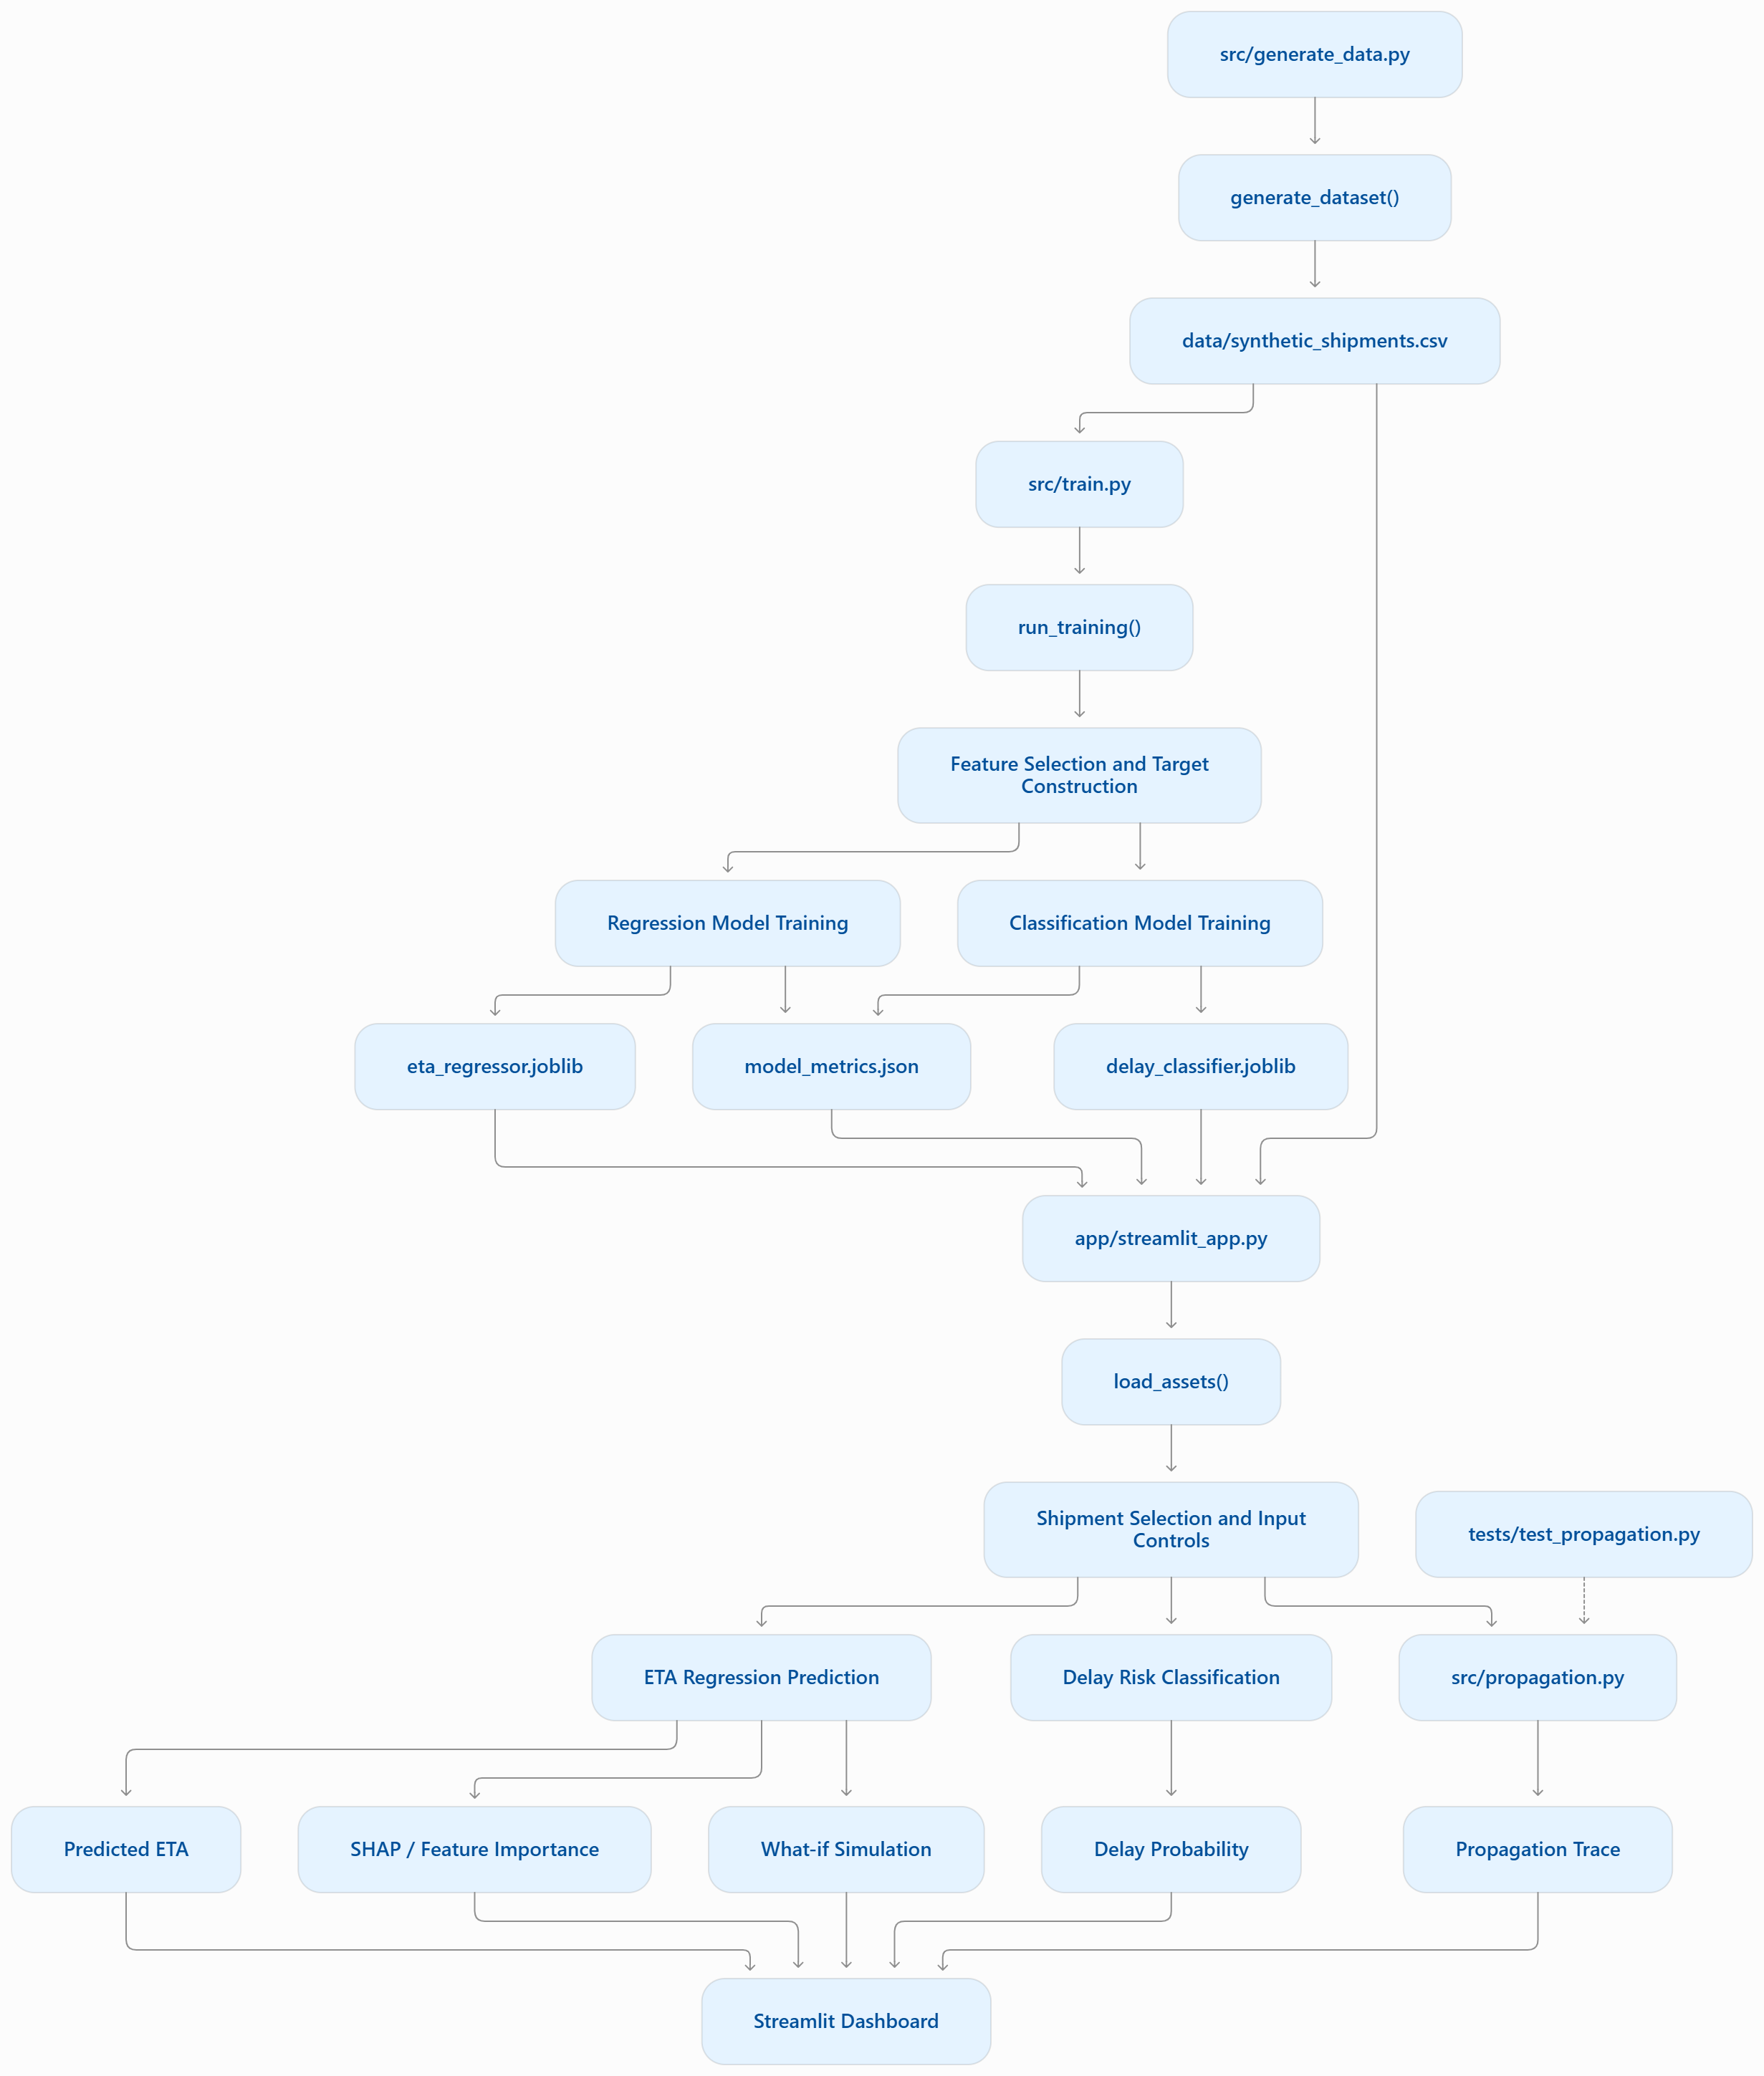 src/generate_data.py
generate_dataset()
data/synthetic_shipments.csv
src/train.py
run_training()
Feature Selection and Target
Construction
Regression Model Training
Classification Model Training
eta_regressor.joblib
model_metrics.json
delay_classifier.joblib
app/streamlit_app.py
load_assets()
Shipment Selection and Input
Controls
tests/test_propagation.py
ETA Regression Prediction
Delay Risk Classification
src/propagation.py
Predicted ETA
SHAP / Feature Importance
What-if Simulation
Delay Probability
Propagation Trace
Streamlit Dashboard